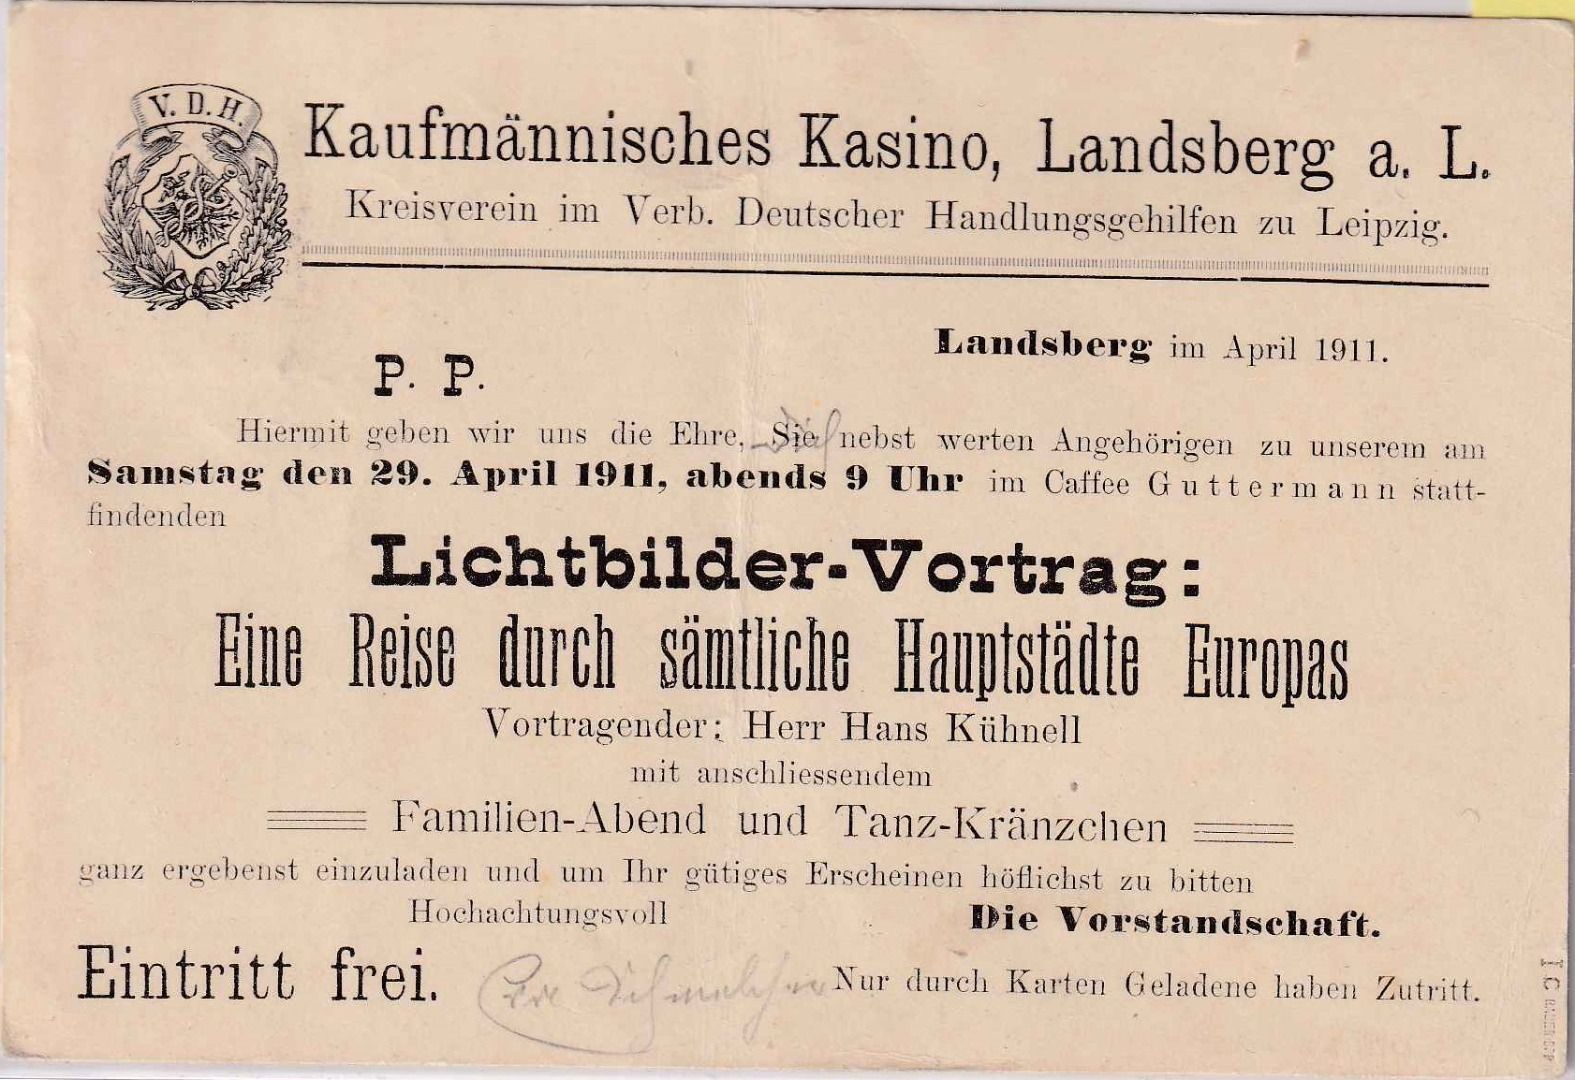 V. D. H.
Kaufmännisches Kasino, Landsberg a. L.
Kreisverein im Verb. Deutscher Handlungsgehilfen zu Leipzig.
Landsberg im April 1911.
P. P.
Hiermit geben wir uns die Ehre, Sie nebst werten Angehörigen zu unserem am
Samstag den 29. April 1911, abends 9 Uhr im Caffee Guttermann statt-
findenden
Lichtbilder-Vortrag:
Eine Reise durch sämtliche Hauptstädte Europas
Vortragender: Herr Hans Kühnell
mit anschliessendem
Familien-Abend und Tanz-Kränzchen
ganz ergebenst einzuladen und um Ihr gütiges Erscheinen höflichst zu bitten
Hochachtungsvoll
Die Vorstandschaft.
Eintritt frei.
Nur durch Karten Geladene haben Zutritt.